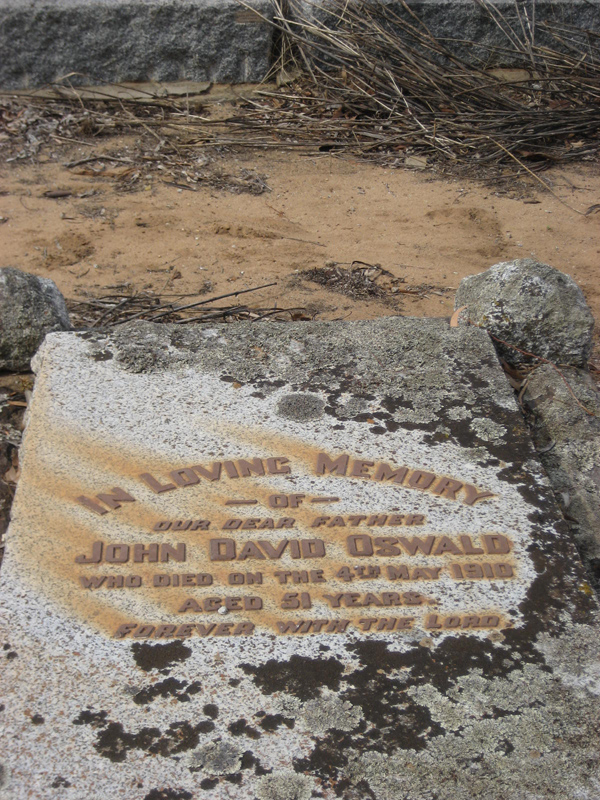 IN LOVING MEMORY
OF
OUR DEAR FATHER
JOHN DAVID OSWALD
WHO DIED ON THE 4TH MAY 1910
AGED 51 YEARS
FOREVER WITH THE LORD